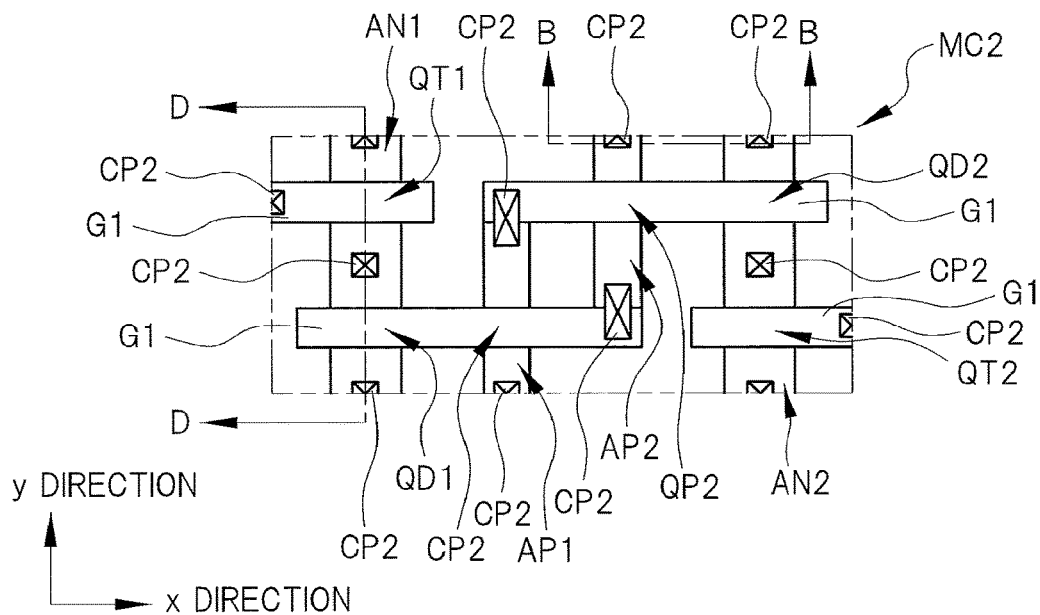 AN1
CP2
B
CP2
CP2
B
MC2
QT1
D
CP2
QD2
G1
G1
CP2
CP2
G1
G1
CP2
QT2
D
AP2
QD1
QP2
AN2
CP2
CP2
CP2
AP1
CP2
y DIRECTION
x DIRECTION